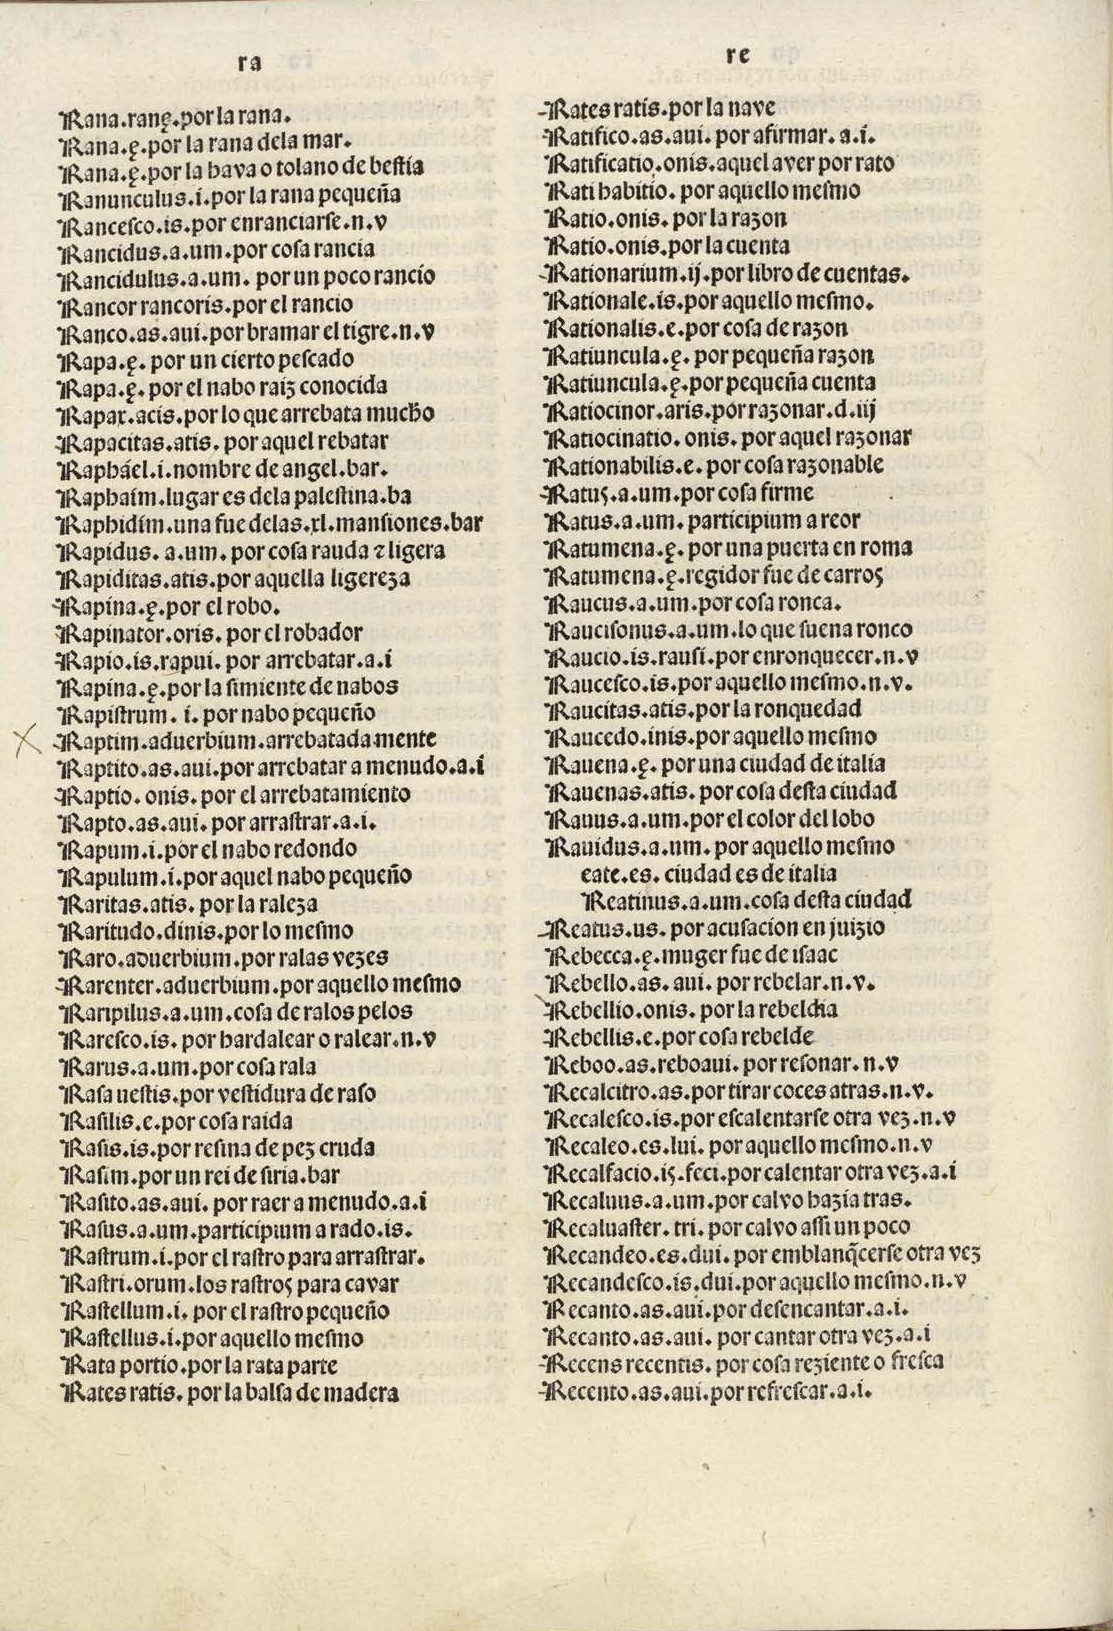 ra
Rana.ranę.por la rana.
Rana.ę.por la rana dela mar.
Rana.ę.por la hava o tolano de bestia
Ranunculus.i.por la rana pequeña
Rancesco.is.por enranciarse.n.v
Rancidus.a.um.por cosa rancia
Rancidulus.a.um. por un poco rancio
Rancor rancoris.por el rancio
Ranco.as.aui.por bramar el tigre.n.v
Rapa.ę. por un cierto pescado
Rapa.ę. por el nabo raiz conocida
Rapax.acis.por lo que arrebata mucho
Rapacitas.atis. por aquel rebatar
Raphael.i.nombre de angel.bar.
Raphaim.lugar es dela palestina.ba
Raphidim.una fue delas.xl.mansiones.bar
Rapidus. a.um. por cosa rauda ⁊ ligera
Rapiditas.atis.por aquella ligereza
Rapina.ę.por el robo.
Rapinator.oris. por el robador
Rapio.is.rapui. por arrebatar.a.i
Rapina.ę.por la simiente de nabos
Rapistrum. i. por nabo pequeño
Raptim.aduerbium.arrebatada mente
Raptito.as.aui.por arrebatar a menudo.a.i
Raptio. onis. por el arrebatamiento
Rapto.as.aui. por arrastrar.a.i.
Rapum.i.por el nabo redondo
Rapulum.i.por aquel nabo pequeño
Raritas.atis. por la raleza
Raritudo.dinis.por lo mesmo
Raro.aduerbium.por ralas vezes
Rarenter.aduerbium.por aquello mesmo
Raripilus.a.um.cosa de ralos pelos
Raresco.is. por hardalear o ralear.n.v
Rarus.a.um.por cosa rala
Rasa uestis.por vestidura de raso
Rasilis.e.por cosa raida
Rasis.is.por resina de pez cruda
Rasim.por un rei de siria.bar
Rasito.as.aui. por raer a menudo.a.i
Rasus.a.um.participium a rado.is.
Rastrum.i.por el rastro para arrastrar.
Rastri.orum.los rastros para cavar
Rastellum.i. por el rastro pequeño
Rastellus.i.por aquello mesmo
Rata portio.por la rata parte
Rates ratis. por la balsa de madera
re
Rates ratis.por la nave
Ratifico.as.aui. por afirmar. a.i.
Ratificatio.onis.aquel aver por rato
Rati habitio. por aquello mesmo
Ratio.onis. por la razon
Ratio.onis.por la cuenta
Rationarium.ij.por libro de cuentas.
Rationale.is.por aquello mesmo.
Rationalis.e.por cosa de razon
Ratiuncula.ę. por pequeña razon
Ratiuncula.ę.por pequeña cuenta
Ratiocinor.aris.por razonar.d.iij
Ratiocinatio. onis. por aquel razonar
Rationabilis.e. por cosa razonable
Ratus.a.um.por cosa firme
Ratus.a.um. participium a reor
Ratumena.ę. por una puerta en roma
Ratumena.ę.regidor fue de carros
Raucus.a.um.por cosa ronca.
Raucisonus.a.um.lo que suena ronco
Raucio.is.rausi.por enronquecer.n.v
Raucesco.is.por aquello mesmo.n.v.
Raucitas.atis.por la ronquedad
Raucedo.inis.por aquello mesmo
Rauena.ę. por una ciudad de italia
Rauenas.atis. por cosa desta ciudad
Rauus.a.um.por el color del lobo
Rauidus.a.um. por aquello mesmo
eate.es. ciudad es de italia
Reatinus.a.um.cosa desta ciudad
Reatus.us. por acusacion en juizio
Rebecca.ę.muger fue de isaac
Rebello.as. aui. por rebelar.n.v.
Rebellio.onis. por la rebeldia
Rebellis.e.por cosa rebelde
Reboo.as.reboaui. por resonar. n.v
Recalcitro.as.por tirar coces atras.n.v.
Recalesco.is.por escalentarse otra vez.n.v
Recaleo.es.lui. por aquello mesmo.n.v
Recalfacio.is.feci.por calentar otra vez.a.i
Recaluus.a.um.por calvo hazia tras.
Recaluaster. tri. por calvo assi un poco
Recandeo.es.dui. por emblanq̃cerse otra vez
Recandesco.is.dui.por aquello mesmo.n.v
Recanto.as.aui.por desencantar.a.i.
Recanto.as.aui. por cantar otra vez.a.i
Recens recentis. por cosa reziente o fresca
Recento.as.aui.por refrescar.a.i.